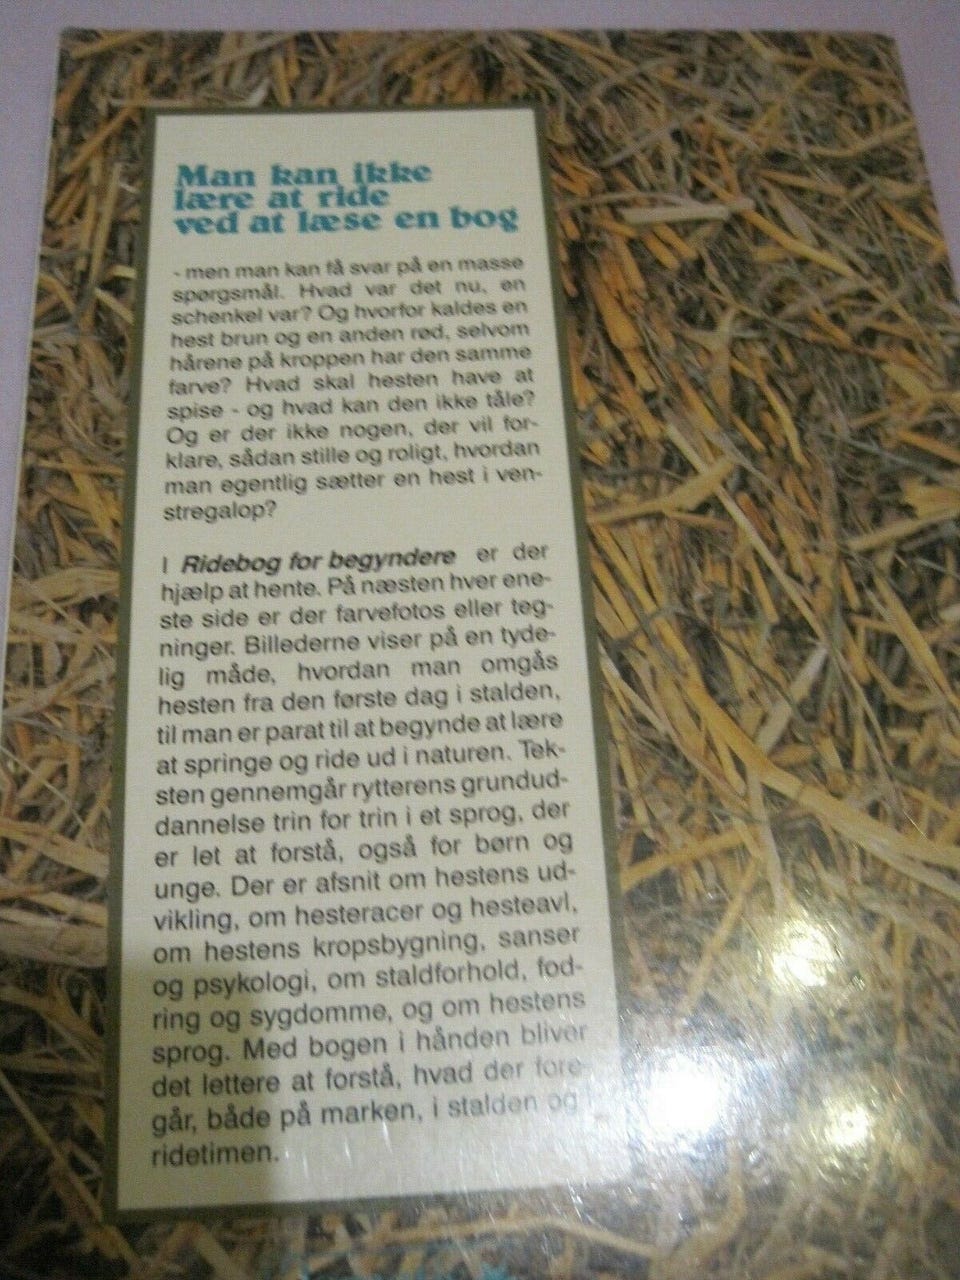 Man kan ikke
lære at ride
ved at læse en bog
- men man kan få svar på en masse
spørgsmål. Hvad var det nu, en
schenkel var? Og hvorfor kaldes en
hest brun og en anden rød, selvom
hårene på kroppen har den samme
farve? Hvad skal hesten have at
spise - og hvad kan den ikke tåle?
Og er der ikke nogen, der vil for-
klare, sådan stille og roligt, hvordan
man egentlig sætter en hest i ven-
stregalop?
I Ridebog for begyndere er der
hjælp at hente. På næsten hver ene-
ste side er der farvefotos eller teg-
ninger. Billederne viser på en tyde-
lig måde, hvordan man omgås
hesten fra den første dag i stalden,
til man er parat til at begynde at lære
at springe og ride ud i naturen. Tek-
sten gennemgår rytterens grundud-
dannelse trin for trin i et sprog, der
er let at forstå, også for børn og
unge. Der er afsnit om hestens ud-
vikling, om hesteracer og hesteavl,
om hestens kropsbygning, sanser
og psykologi, om staldforhold, fod-
ring og sygdomme, og om hestens
sprog. Med bogen i hånden bliver
det lettere at forstå, hvad der fore-
går, både på marken, i stalden og i
ridetimen.